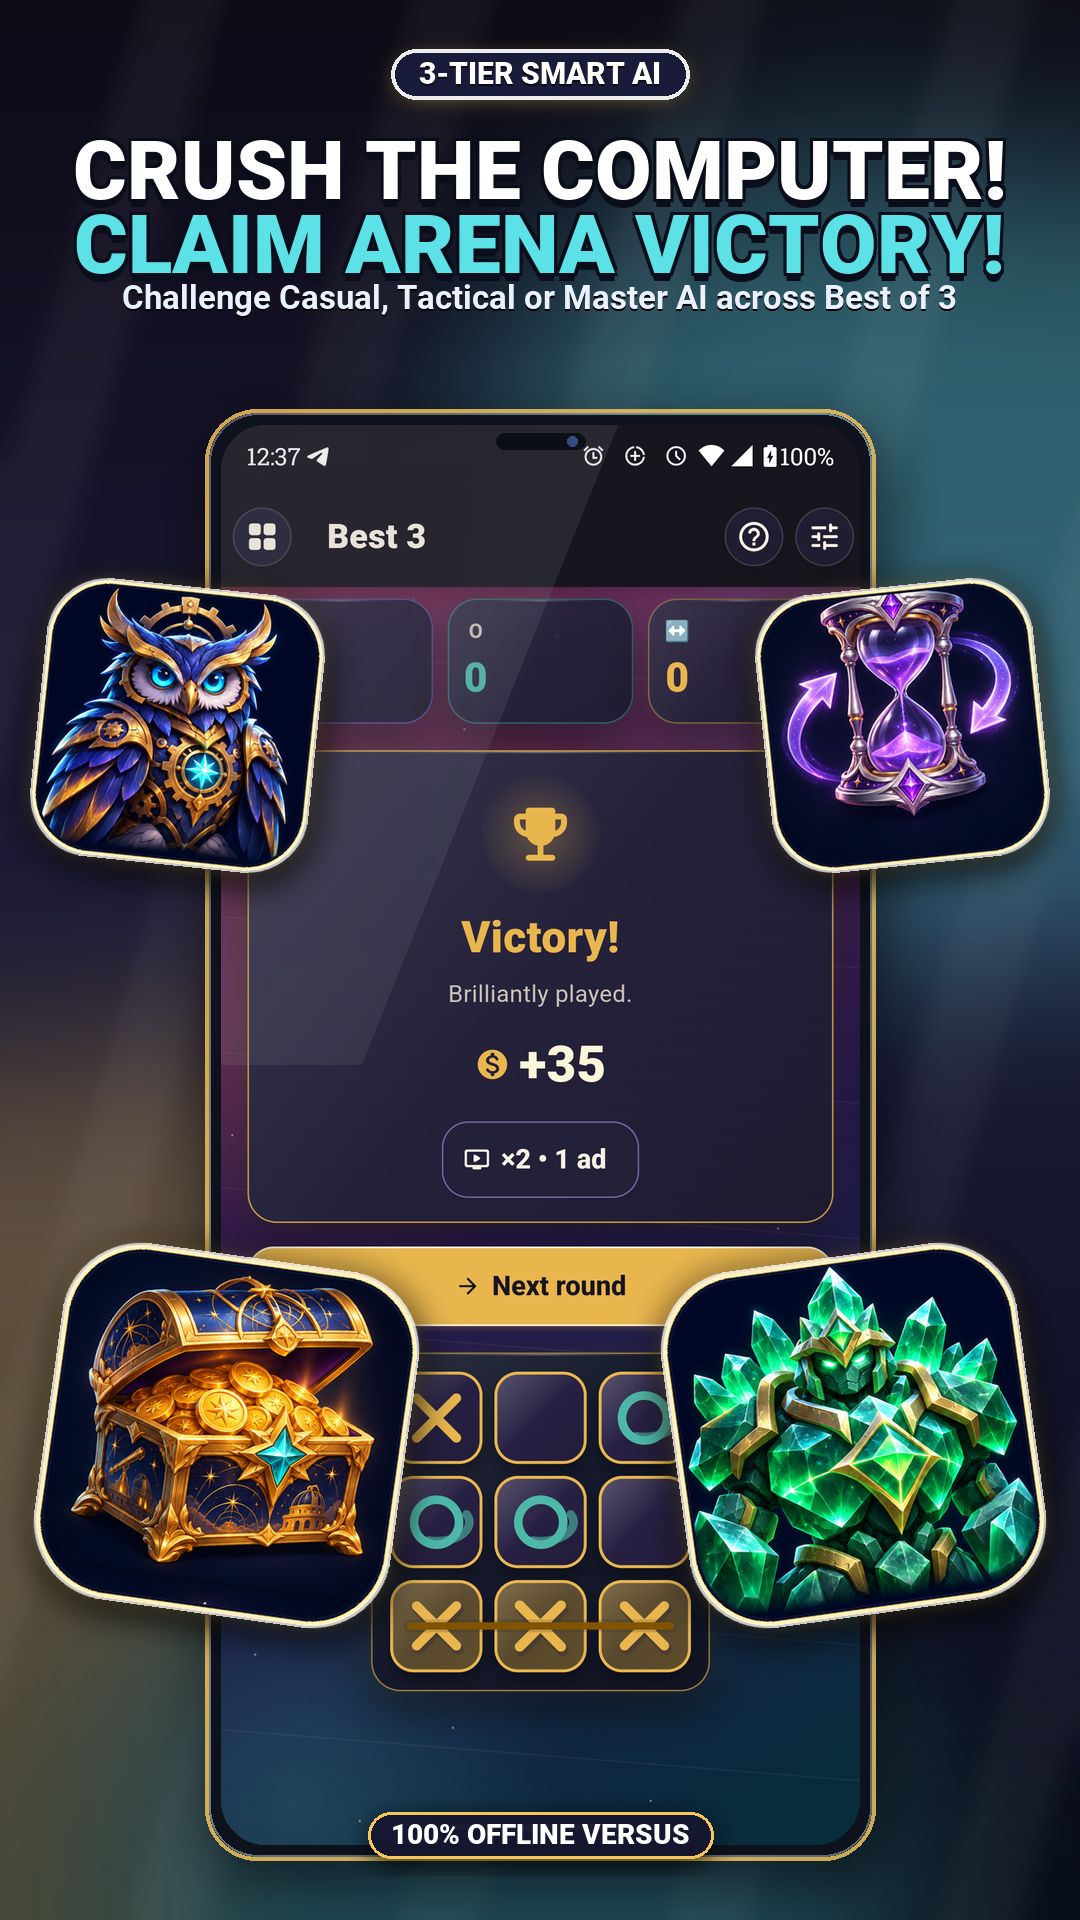 3-TIER SMART AI
CRUSH THE COMPUTER!
CLAIM ARENA VICTORY!
Challenge Casual, Tactical or Master AI across Best of 3
12:37 100%
Best 3
O
0 0
Victory!
Brilliantly played.
+35
×2 • 1 ad
→ Next round
100% OFFLINE VERSUS